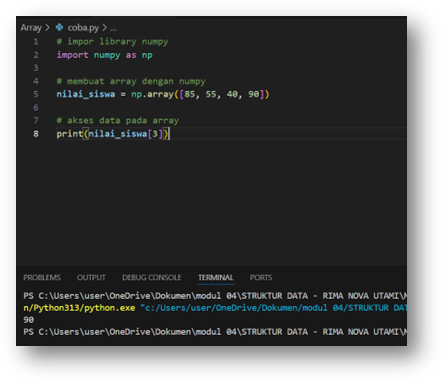 Array > coba.py > ...
1 # impor library numpy
2 import numpy as np
3
4 # membuat array dengan numpy
5 nilai_siswa = np.array([85, 55, 40, 90])
6
7 # akses data pada array
8 print(nilai_siswa[3])
PROBLEMS OUTPUT DEBUG CONSOLE TERMINAL PORTS
PS C:\Users\user\OneDrive\Dokumen\modul 04\STRUKTUR DATA - RIMA NOVA UTAMI\M
n/Python313/python.exe "c:/Users/user/OneDrive/Dokumen/modul 04/STRUKTUR DAT
90
PS C:\Users\user\OneDrive\Dokumen\modul 04\STRUKTUR DATA - RIMA NOVA UTAMI\M